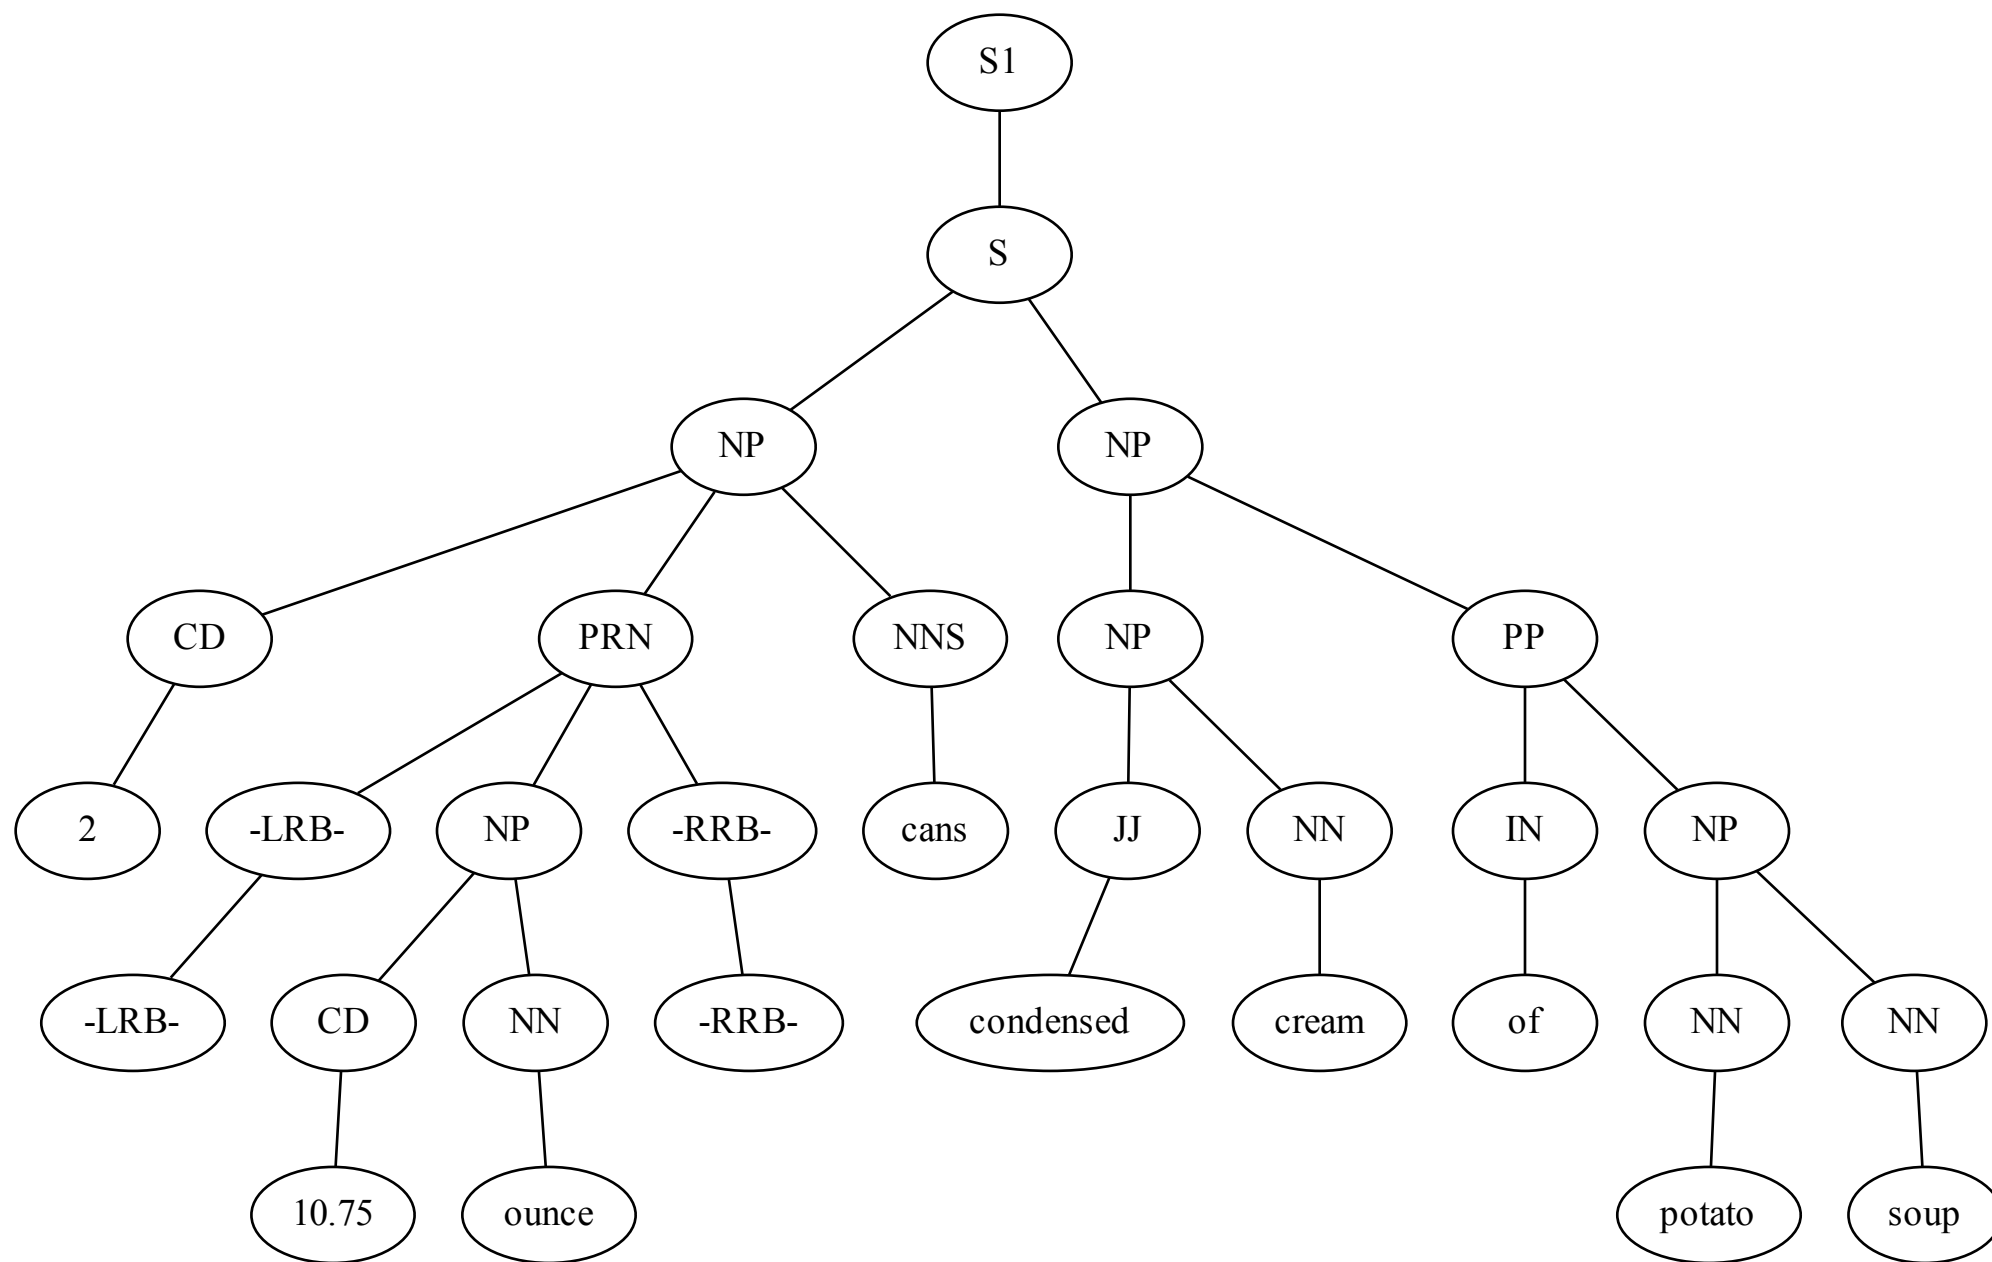 S1
S
NP NP
CD PRN NNS NP PP
2 -LRB- NP -RRB- cans JJ NN IN NP
-LRB- CD NN -RRB- condensed cream of NN NN
10.75 ounce potato soup